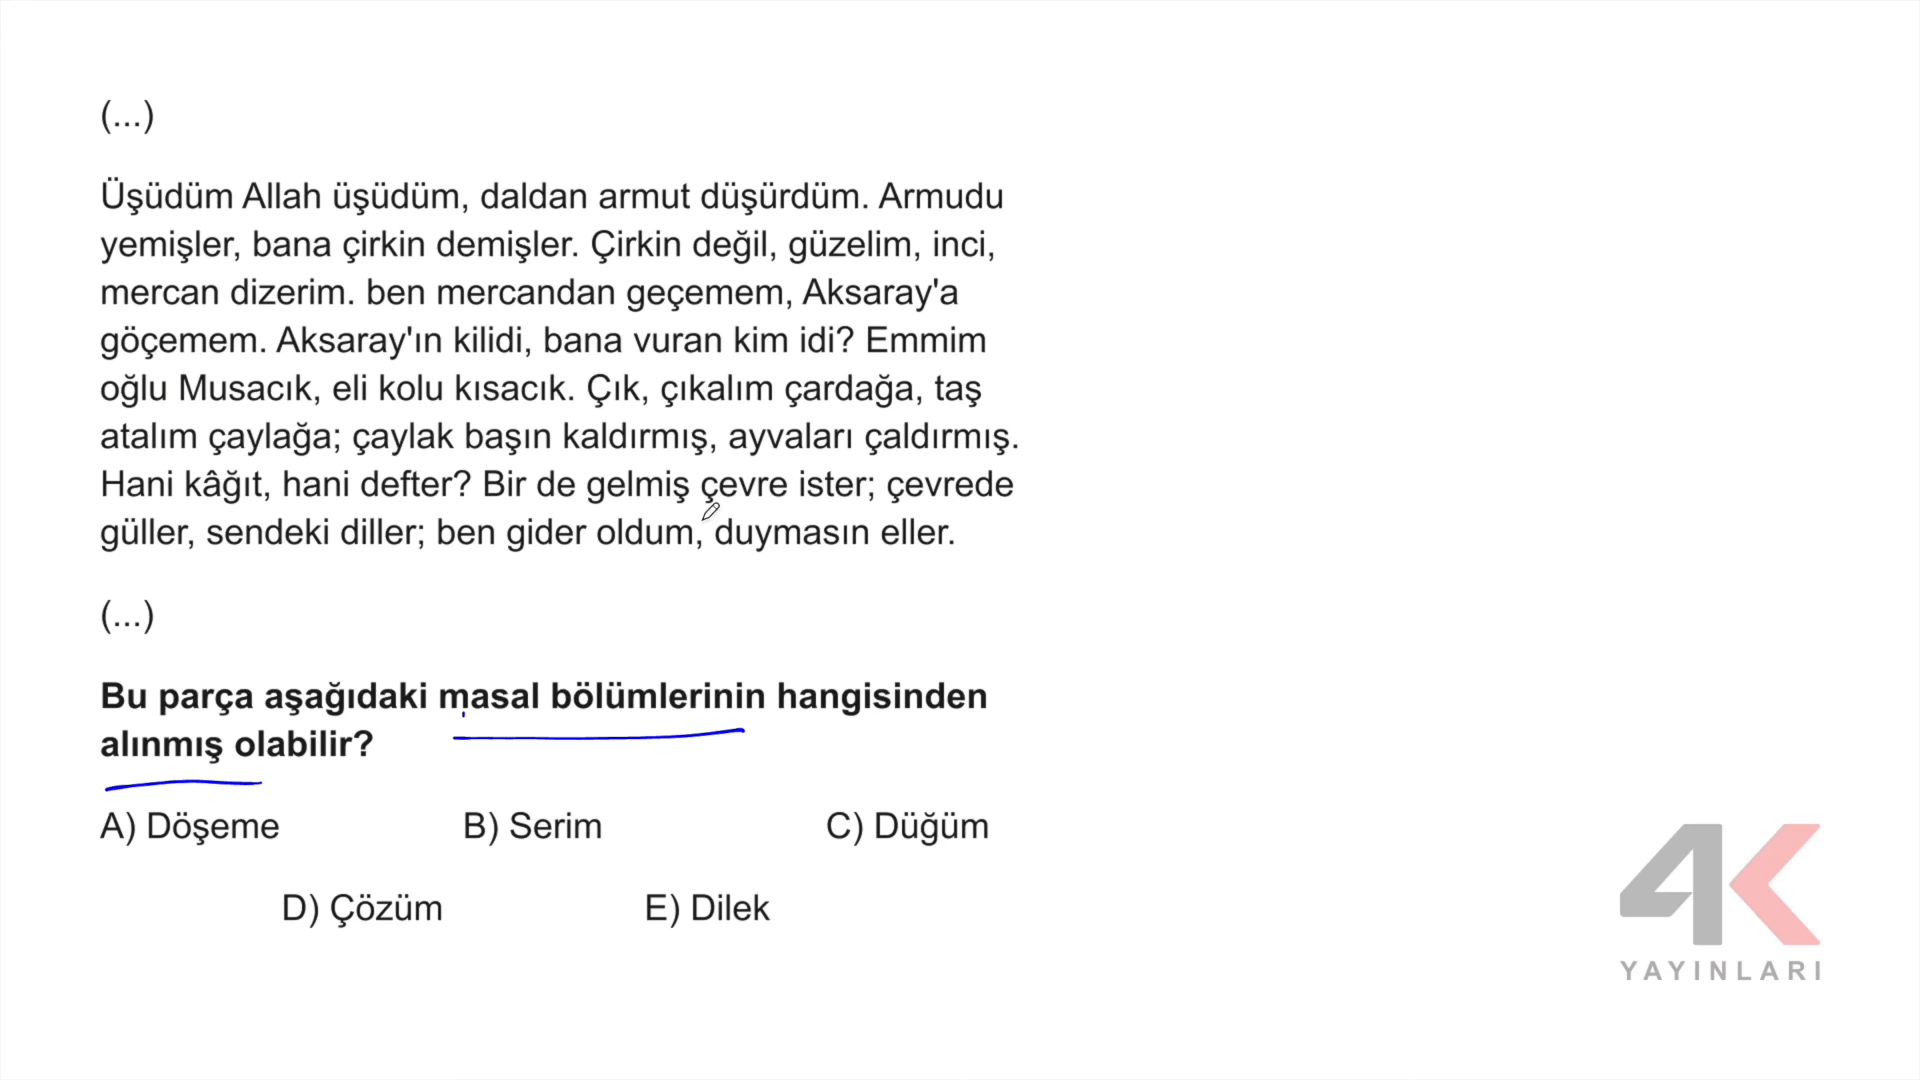 (...)
Üşüdüm Allah üşüdüm, daldan armut düşürdüm. Armudu
yemişler, bana çirkin demişler. Çirkin değil, güzelim, inci,
mercan dizerim. ben mercandan geçemem, Aksaray'a
göçemem. Aksaray'ın kilidi, bana vuran kim idi? Emmim
oğlu Musacık, eli kolu kısacık. Çık, çıkalım çardağa, taş
atalım çaylağa; çaylak başın kaldırmış, ayvaları çaldırmış.
Hani kâğıt, hani defter? Bir de gelmiş çevre ister; çevrede
güller, sendeki diller; ben gider oldum, duymasın eller.
(...)
Bu parça aşağıdaki masal bölümlerinin hangisinden
alınmış olabilir?
A) Döşeme B) Serim C) Düğüm
D) Çözüm E) Dilek
4K
YAYINLARI